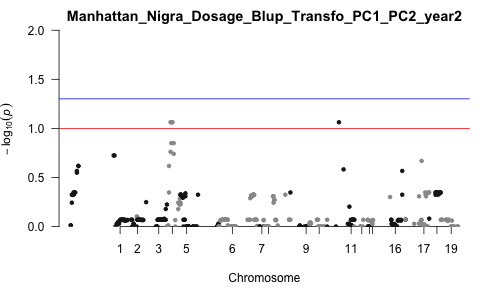 Manhattan_Nigra_Dosage_Blup_Transfo_PC1_PC2_year2
2.0
1.5
1.0
0.5
0.0
− log10(p)
1 2 3 5 6 7 9 11 16 17 19
Chromosome